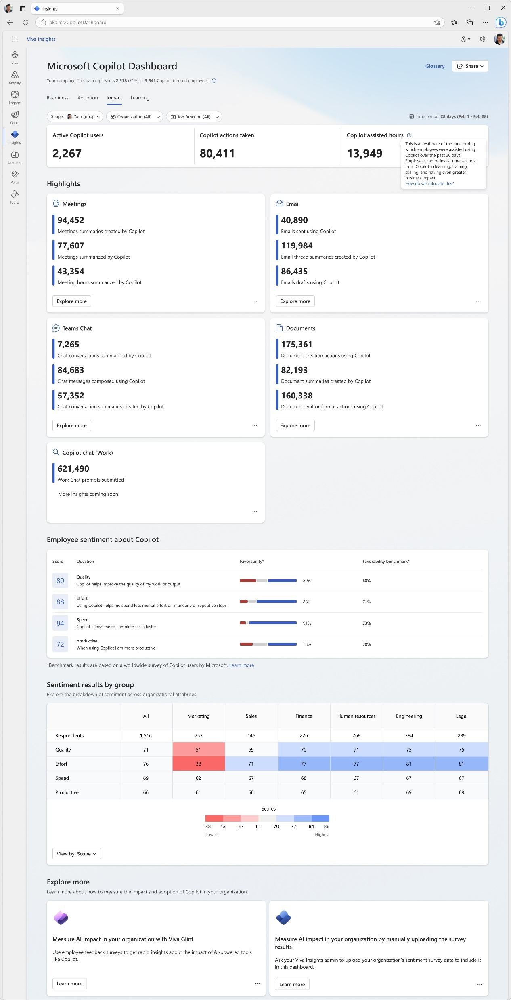 Insights
aka.ms/CopilotDashboard
Viva Insights
Viva
Amplify
Engage
Goals
Insights
Learning
Pulse
Topics
Microsoft Copilot Dashboard
Glossary
Share
Your company: This data represents 2,518 (71%) of 3,541 Copilot licensed employees.
Readiness Adoption Impact Learning
Scope: Your group Organization (All) Job function (All)
Time period: 28 days (Feb 1 - Feb 28)
Active Copilot users
2,267
Copilot actions taken
80,411
Copilot assisted hours
13,949
This is an estimate of the time during
which employees were assisted using
Copilot over the past 28 days.
Employees can re-invest time savings
from Copilot in learning, training,
skilling, and having even greater
business impact.
How do we calculate this?
Highlights
Meetings
94,452
Meetings summaries created by Copilot
77,607
Meetings summarized by Copilot
43,354
Meeting hours summarized by Copilot
Explore more
Email
40,890
Emails sent using Copilot
119,984
Email thread summaries created by Copilot
86,435
Emails drafts using Copilot
Explore more
Teams Chat
7,265
Chat conversations summarized by Copilot
84,683
Chat messages composed using Copilot
57,352
Chat conversation summaries created by Copilot
Explore more
Documents
175,361
Document creation actions using Copilot
82,193
Document summaries created by Copilot
160,338
Document edit or format actions using Copilot
Explore more
Copilot chat (Work)
621,490
Work Chat prompts submitted
More Insights coming soon!
Employee sentiment about Copilot
Score Question Favorability* Favorability benchmark*
80
Quality
Copilot helps improve the quality of my work or output
80% 68%
88
Effort
Using Copilot helps me spend less mental effort on mundane or repetitive steps
88% 71%
84
Speed
Copilot allows me to complete tasks faster
91% 73%
72
productive
When using Copilot I am more productive
78% 70%
*Benchmark results are based on a worldwide survey of Copilot users by Microsoft. Learn more
Sentiment results by group
Explore the breakdown of sentiment across organizational attributes.
All Marketing Sales Finance Human resources Engineering Legal
Respondents 1,516 253 146 226 268 384 239
Quality 71 51 69 70 71 75 75
Effort 76 38 71 77 77 81 81
Speed 69 62 67 68 67 67 67
Productive 66 61 66 65 61 69 69
Scores
38 43 52 61 70 77 84 86
Lowest Highest
View by: Scope
Explore more
Learn more about how to measure the impact and adoption of Copilot in your organization.
Measure AI impact in your organization with Viva Glint
Use employee feedback surveys to get rapid insights about the impact of AI-powered tools
like Copilot.
Learn more
Measure AI impact in your organization by manually uploading the survey
results
Ask your Viva Insights admin to upload your organization's sentiment survey data to include it
in this dashboard.
Learn more